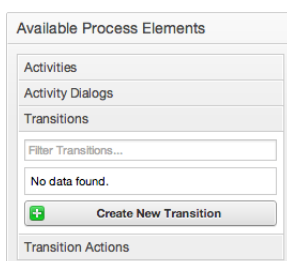 Available Process Elements
Activities
Activity Dialogs
Transitions
Filter Transitions...
No data found.
Create New Transition
Transition Actions